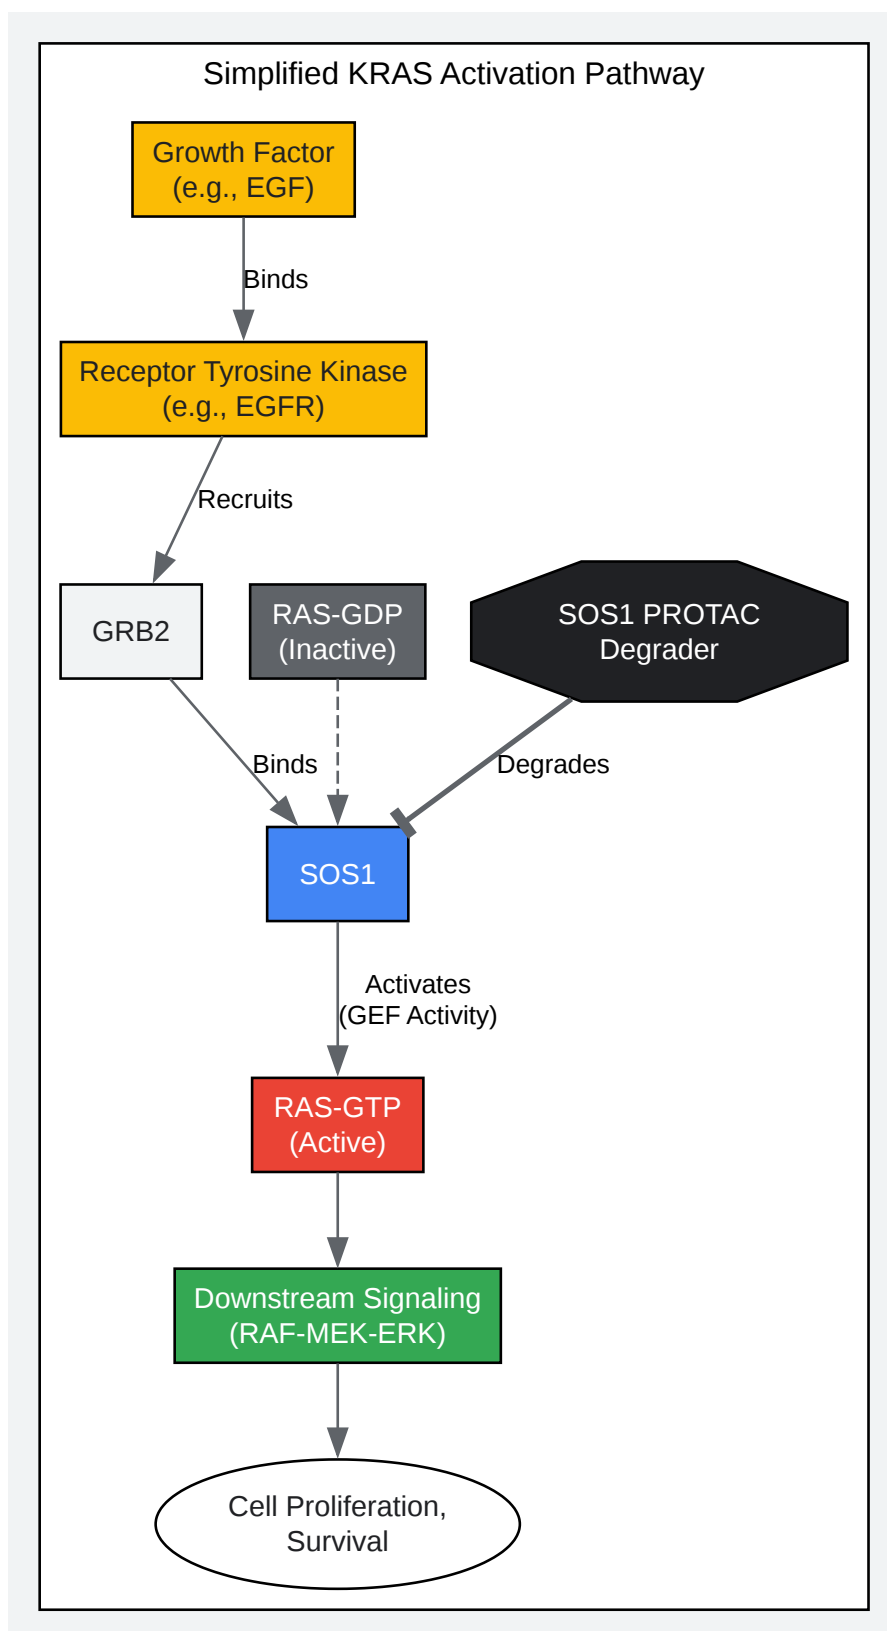 Simplified KRAS Activation Pathway
Growth Factor
(e.g., EGF)
Binds
Receptor Tyrosine Kinase
(e.g., EGFR)
Recruits
GRB2
RAS-GDP
(Inactive)
SOS1 PROTAC
Degrader
Binds
Degrades
SOS1
Activates
(GEF Activity)
RAS-GTP
(Active)
Downstream Signaling
(RAF-MEK-ERK)
Cell Proliferation,
Survival